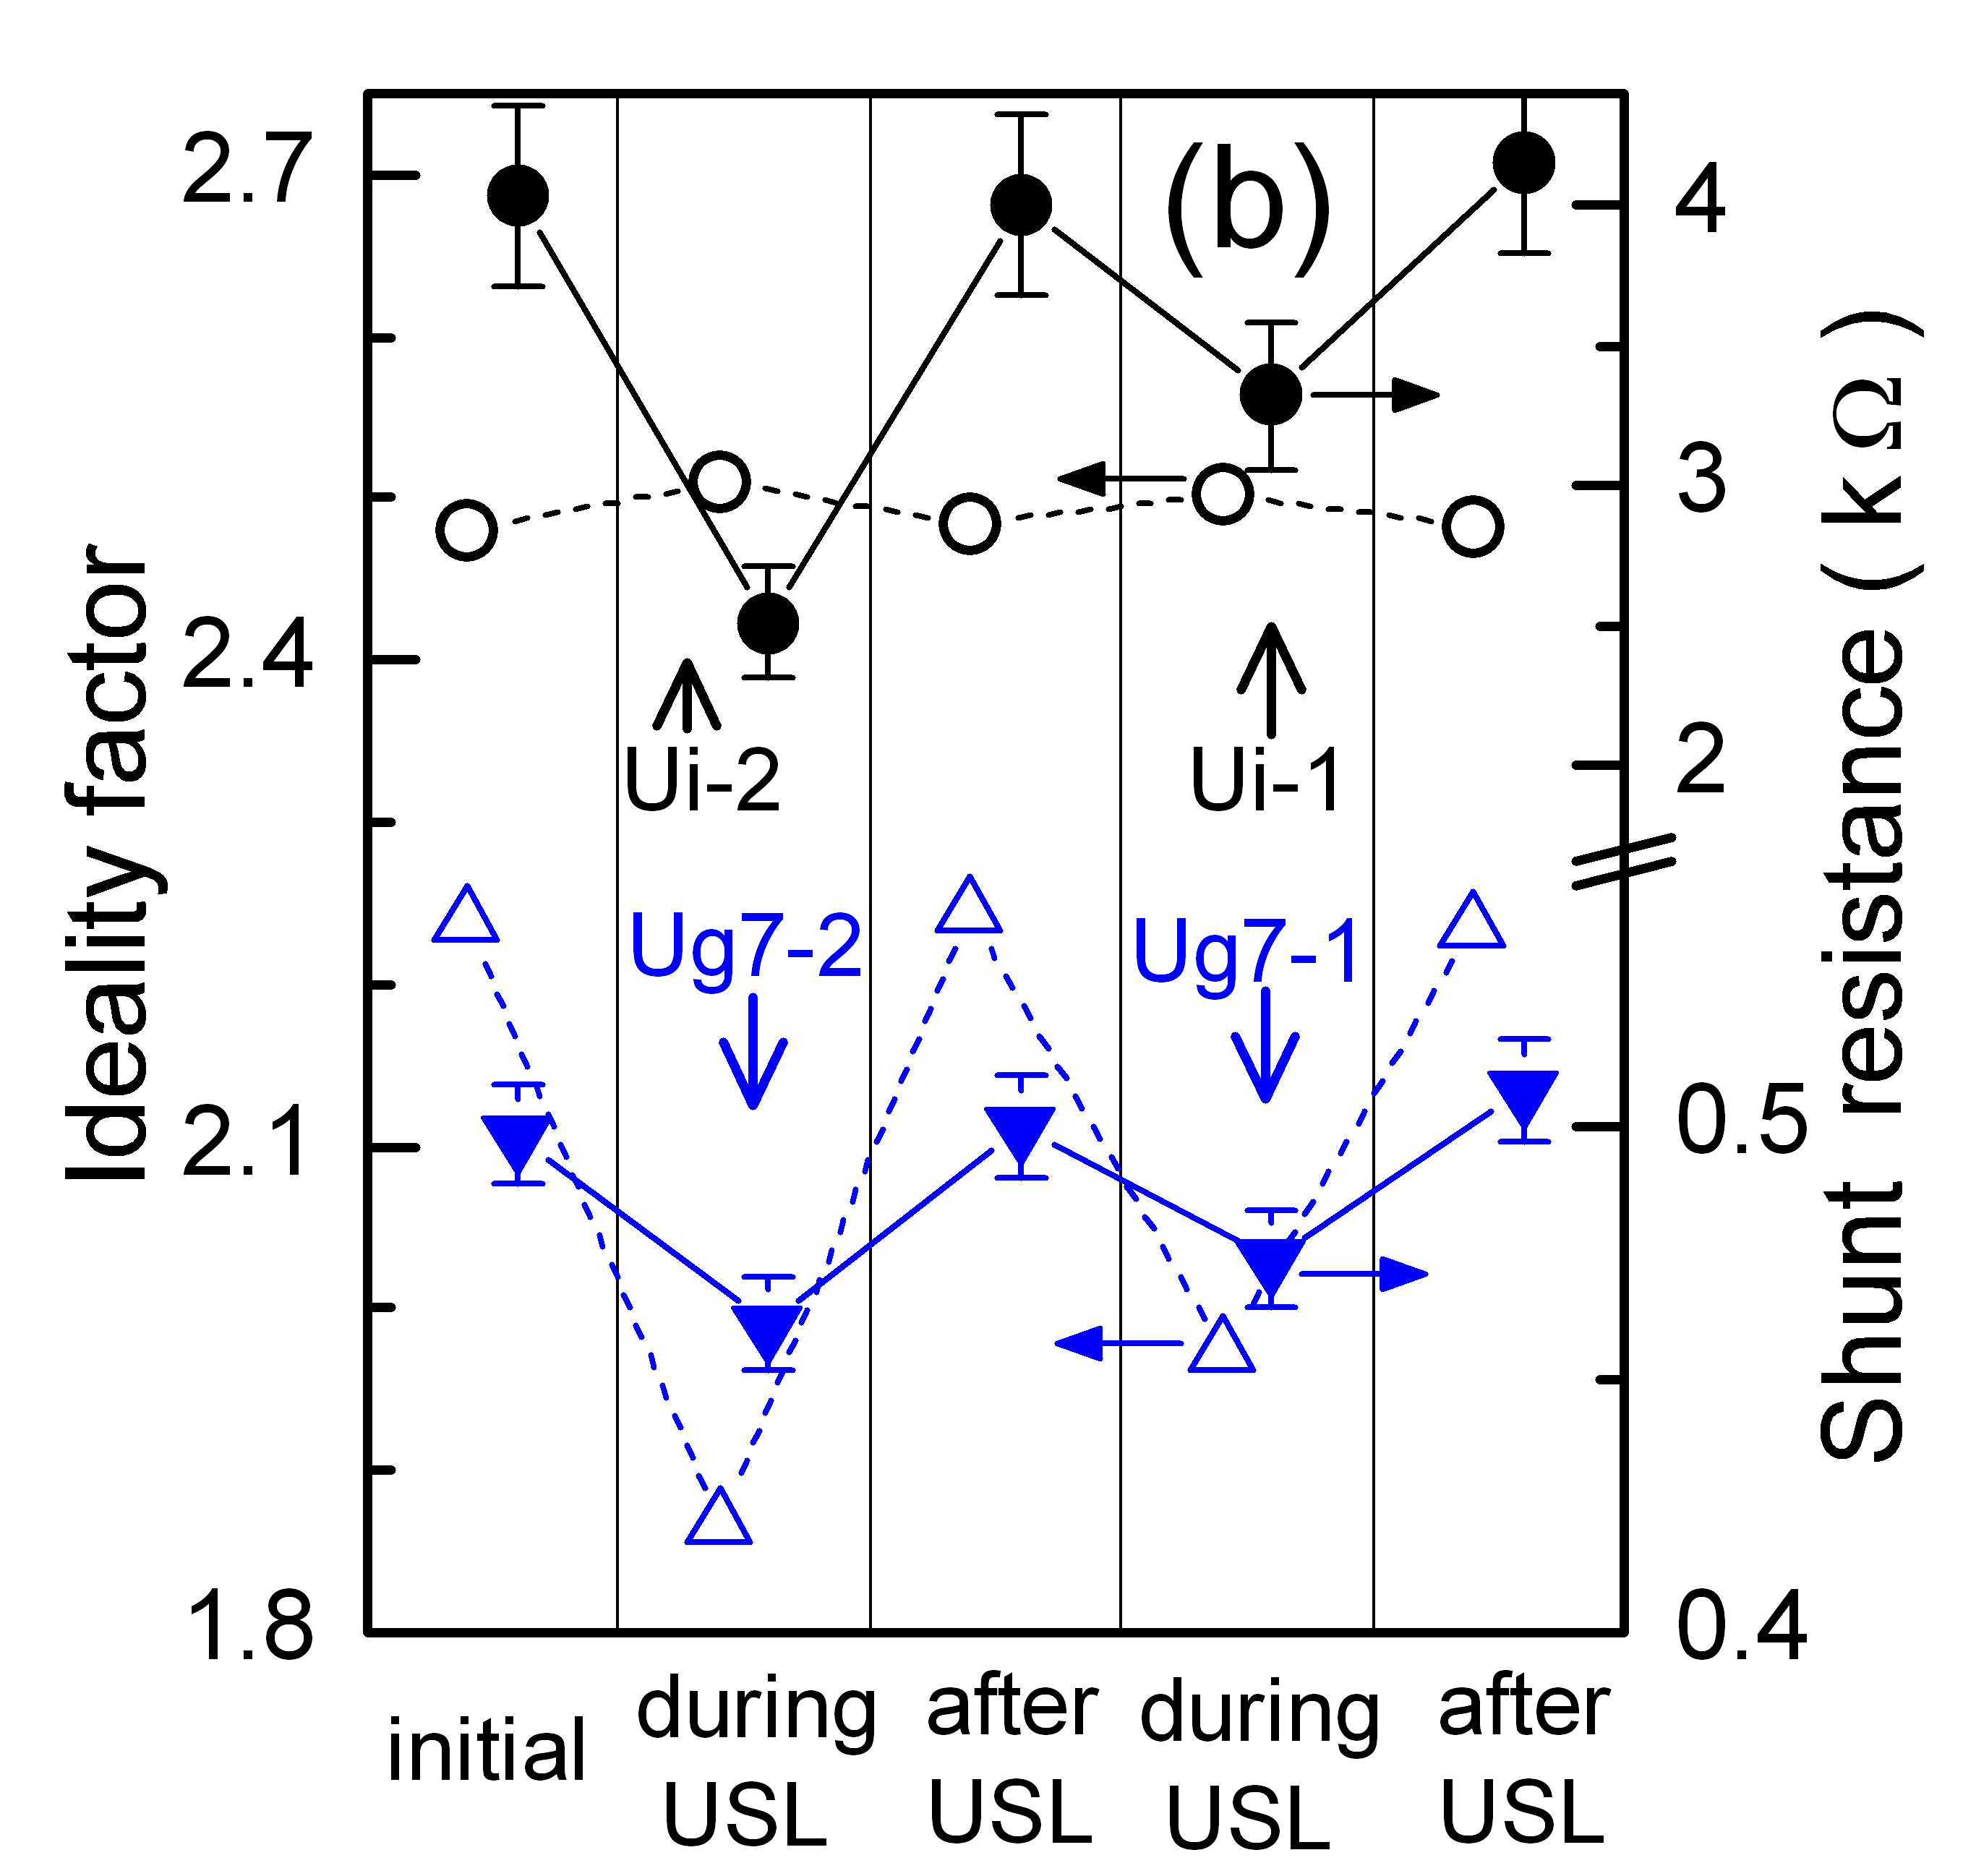 (b)
2.7
2.4
2.1
1.8
Ideality factor
4
3
2
0.5
0.4
Shunt resistance ( k Ω )
Ui-2
Ui-1
Ug7-2
Ug7-1
initial
during
USL
after
USL
during
USL
after
USL